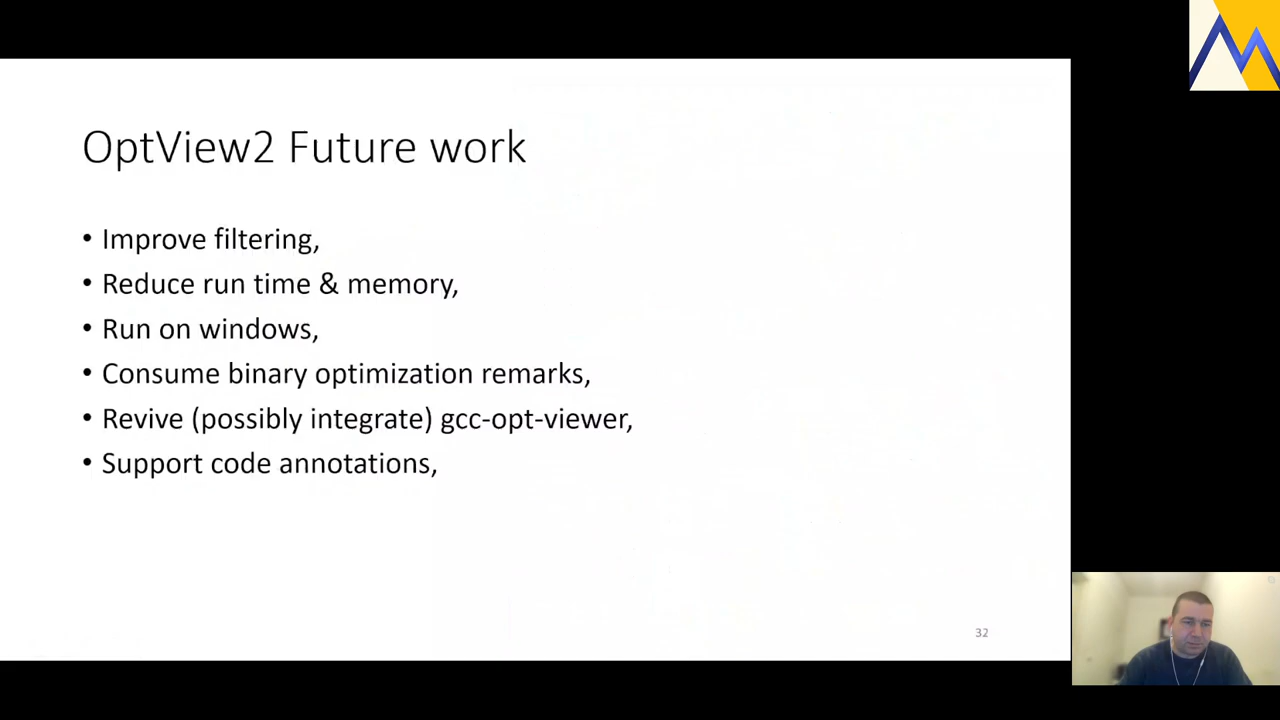 OptView2 Future work
• Improve filtering,
• Reduce run time & memory,
• Run on windows,
• Consume binary optimization remarks,
• Revive (possibly integrate) gcc-opt-viewer,
• Support code annotations,
32